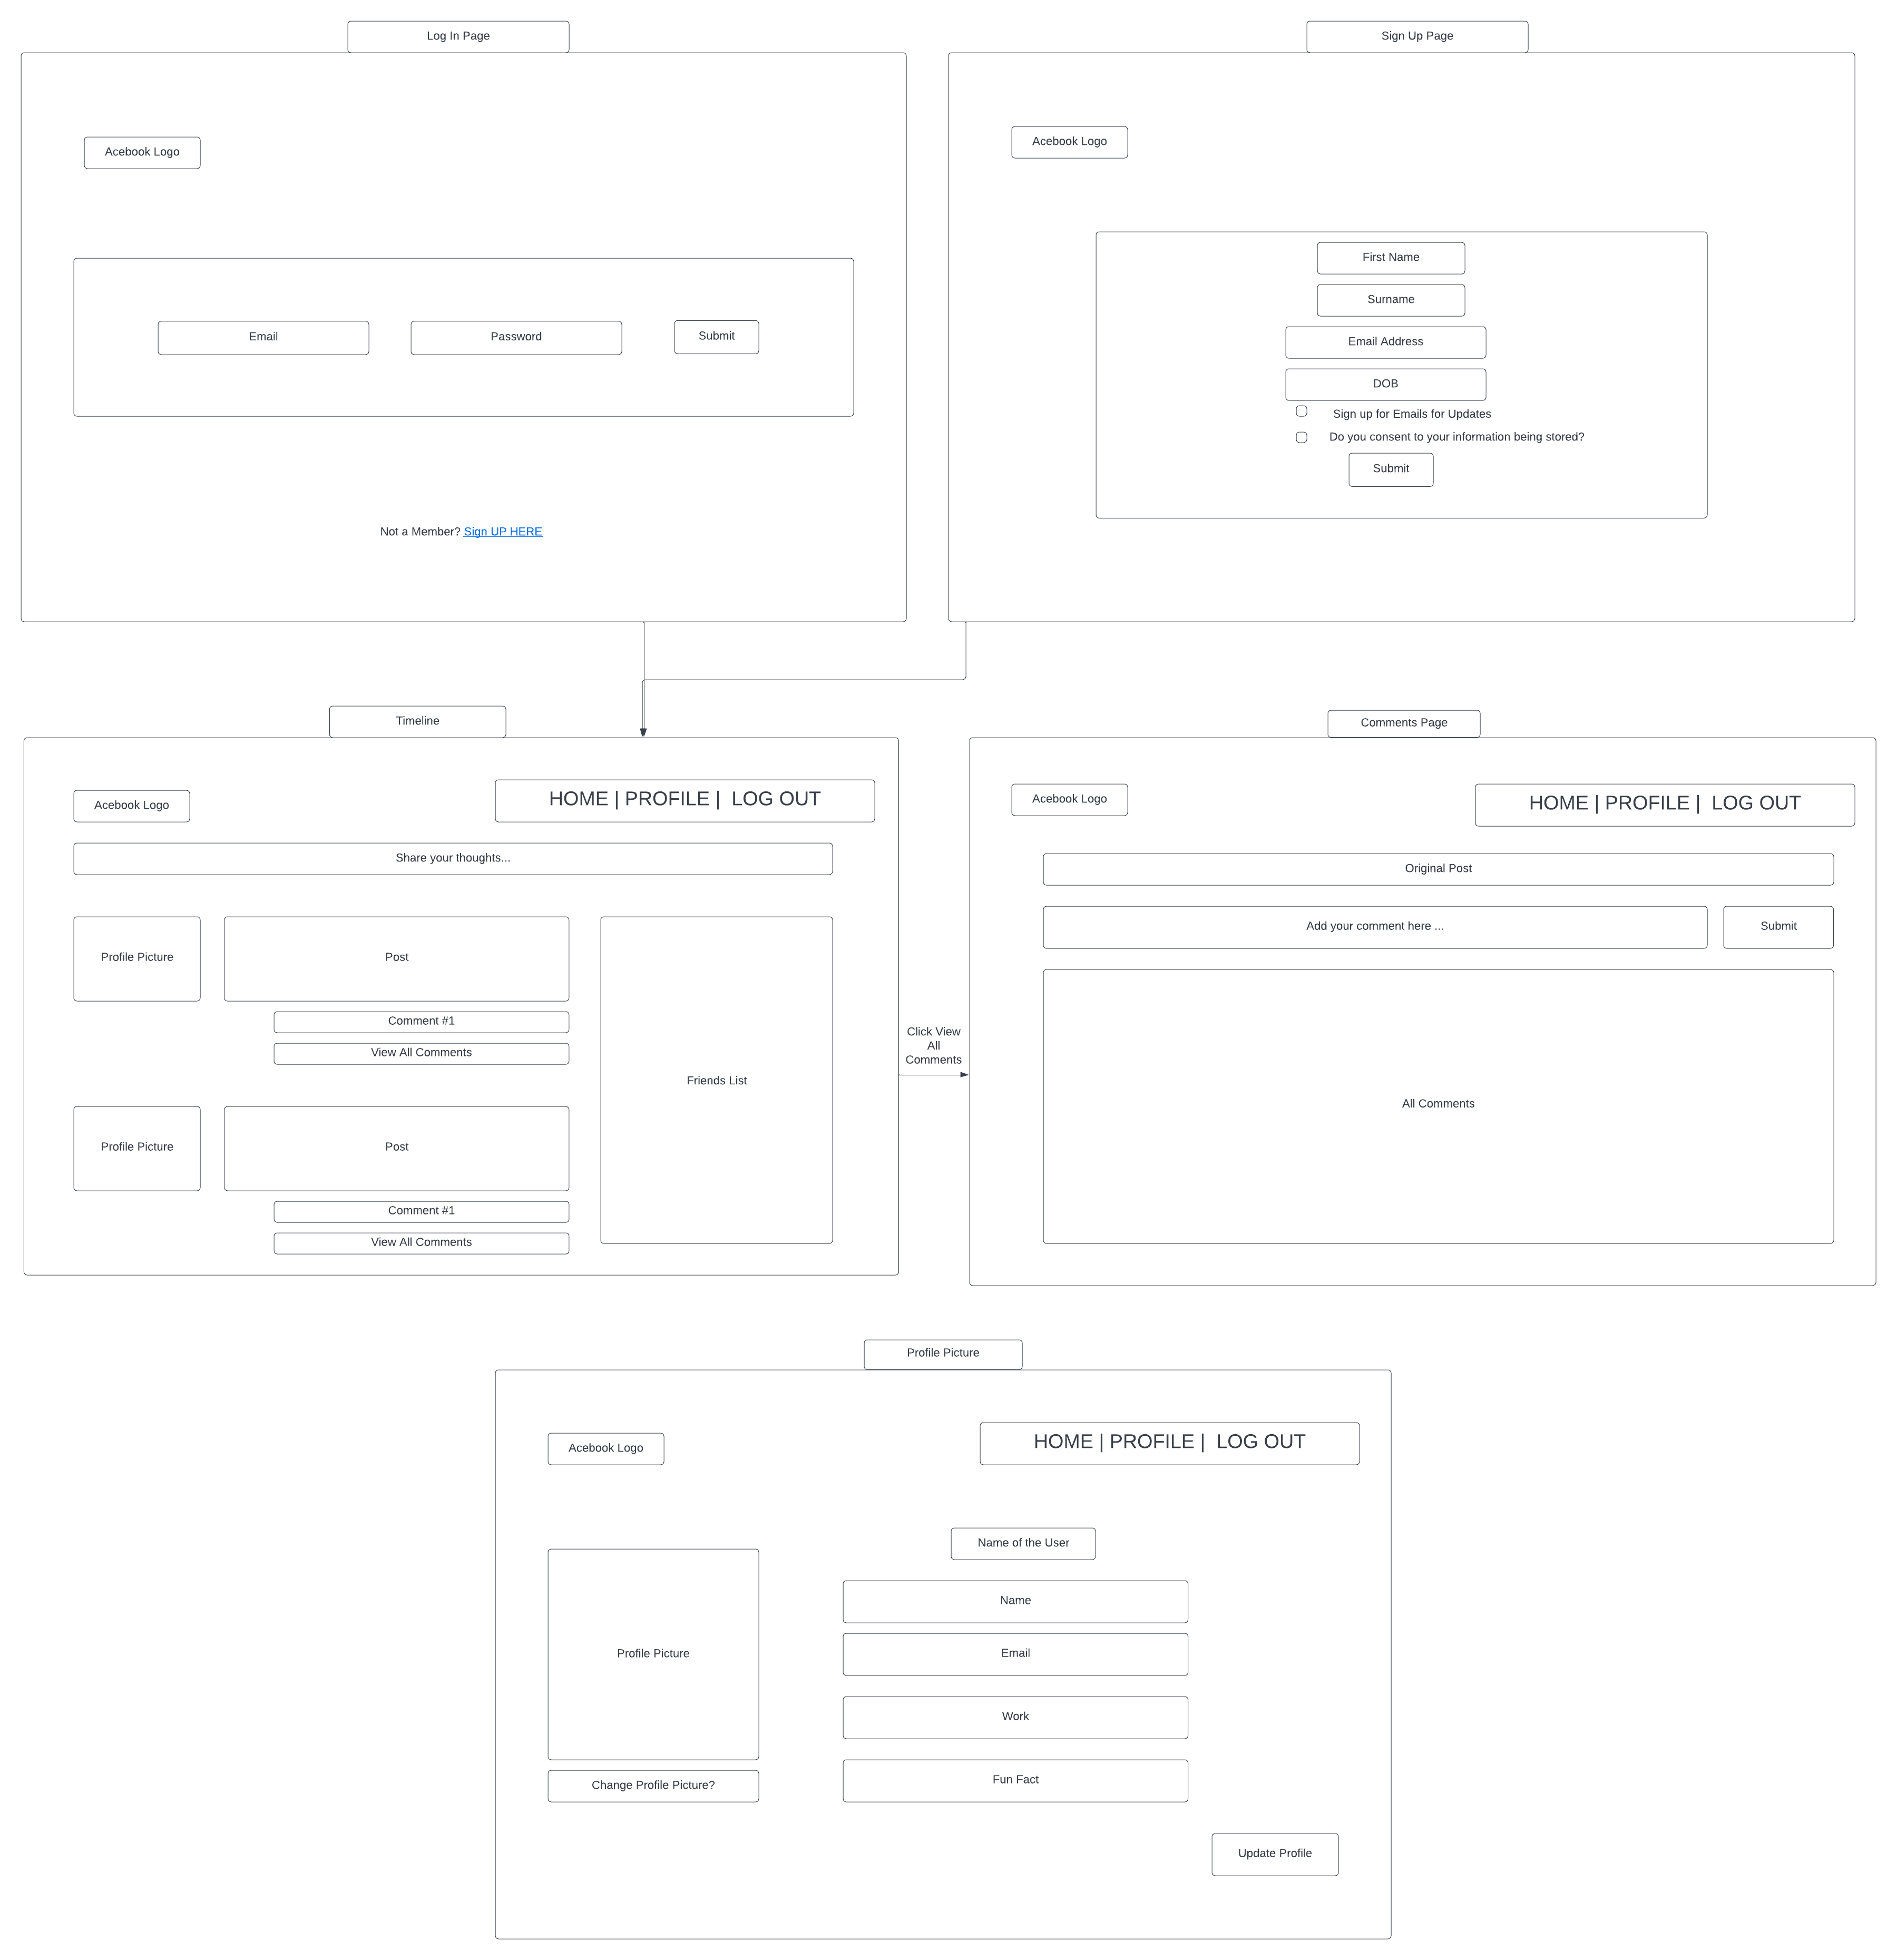 Log In Page
Acebook Logo
Email
Password
Submit
Not a Member? Sign UP HERE
Sign Up Page
Acebook Logo
First Name
Surname
Email Address
DOB
Sign up for Emails for Updates
Do you consent to your information being stored?
Submit
Timeline
Acebook Logo
HOME | PROFILE |  LOG OUT
Share your thoughts...
Profile Picture
Post
Comment #1
View All Comments
Profile Picture
Post
Comment #1
View All Comments
Friends List
Click View
All
Comments
Comments Page
Acebook Logo
HOME | PROFILE |  LOG OUT
Original Post
Add your comment here ...
Submit
All Comments
Profile Picture
Acebook Logo
HOME | PROFILE |  LOG OUT
Name of the User
Profile Picture
Change Profile Picture?
Name
Email
Work
Fun Fact
Update Profile